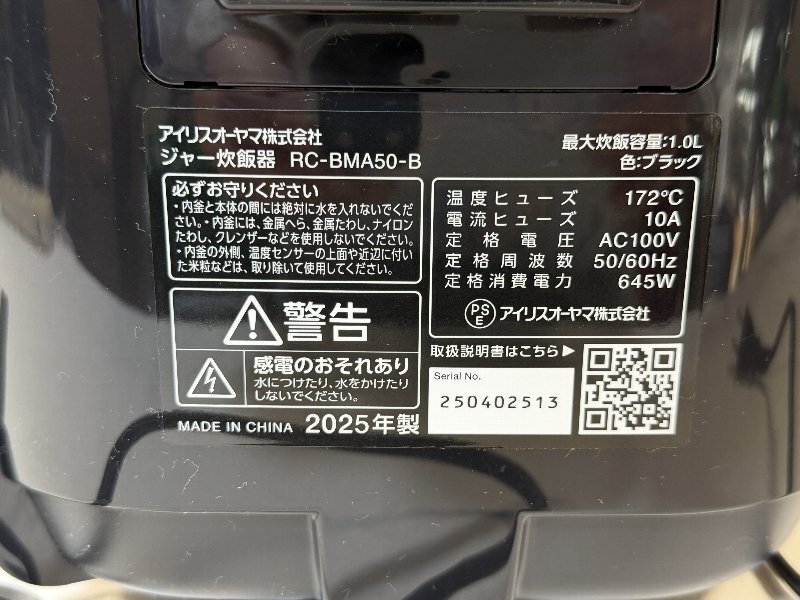 アイリスオーヤマ株式会社
ジャー炊飯器 RC-BMA50-B
最大炊飯容量:1.0L
色:ブラック
必ずお守りください
・内釜と本体の間には絶対に水を入れないでくだ
さい。・内釜には、金属へら、金属たわし、ナイロン
たわし、クレンザーなどを使用しないでください。
・内釜の外側、温度センサーの上面や近辺に付い
た米粒などは、取り除いて使用してください。
温度ヒューズ 172℃
電流ヒューズ 10A
定格電圧 AC100V
定格周波数 50/60Hz
定格消費電力 645W
PSE アイリスオーヤマ株式会社
警告
感電のおそれあり
水につけたり、水をかけたり
しないでください。
取扱説明書はこちら▶
Serial No.
250402513
MADE IN CHINA 2025年製